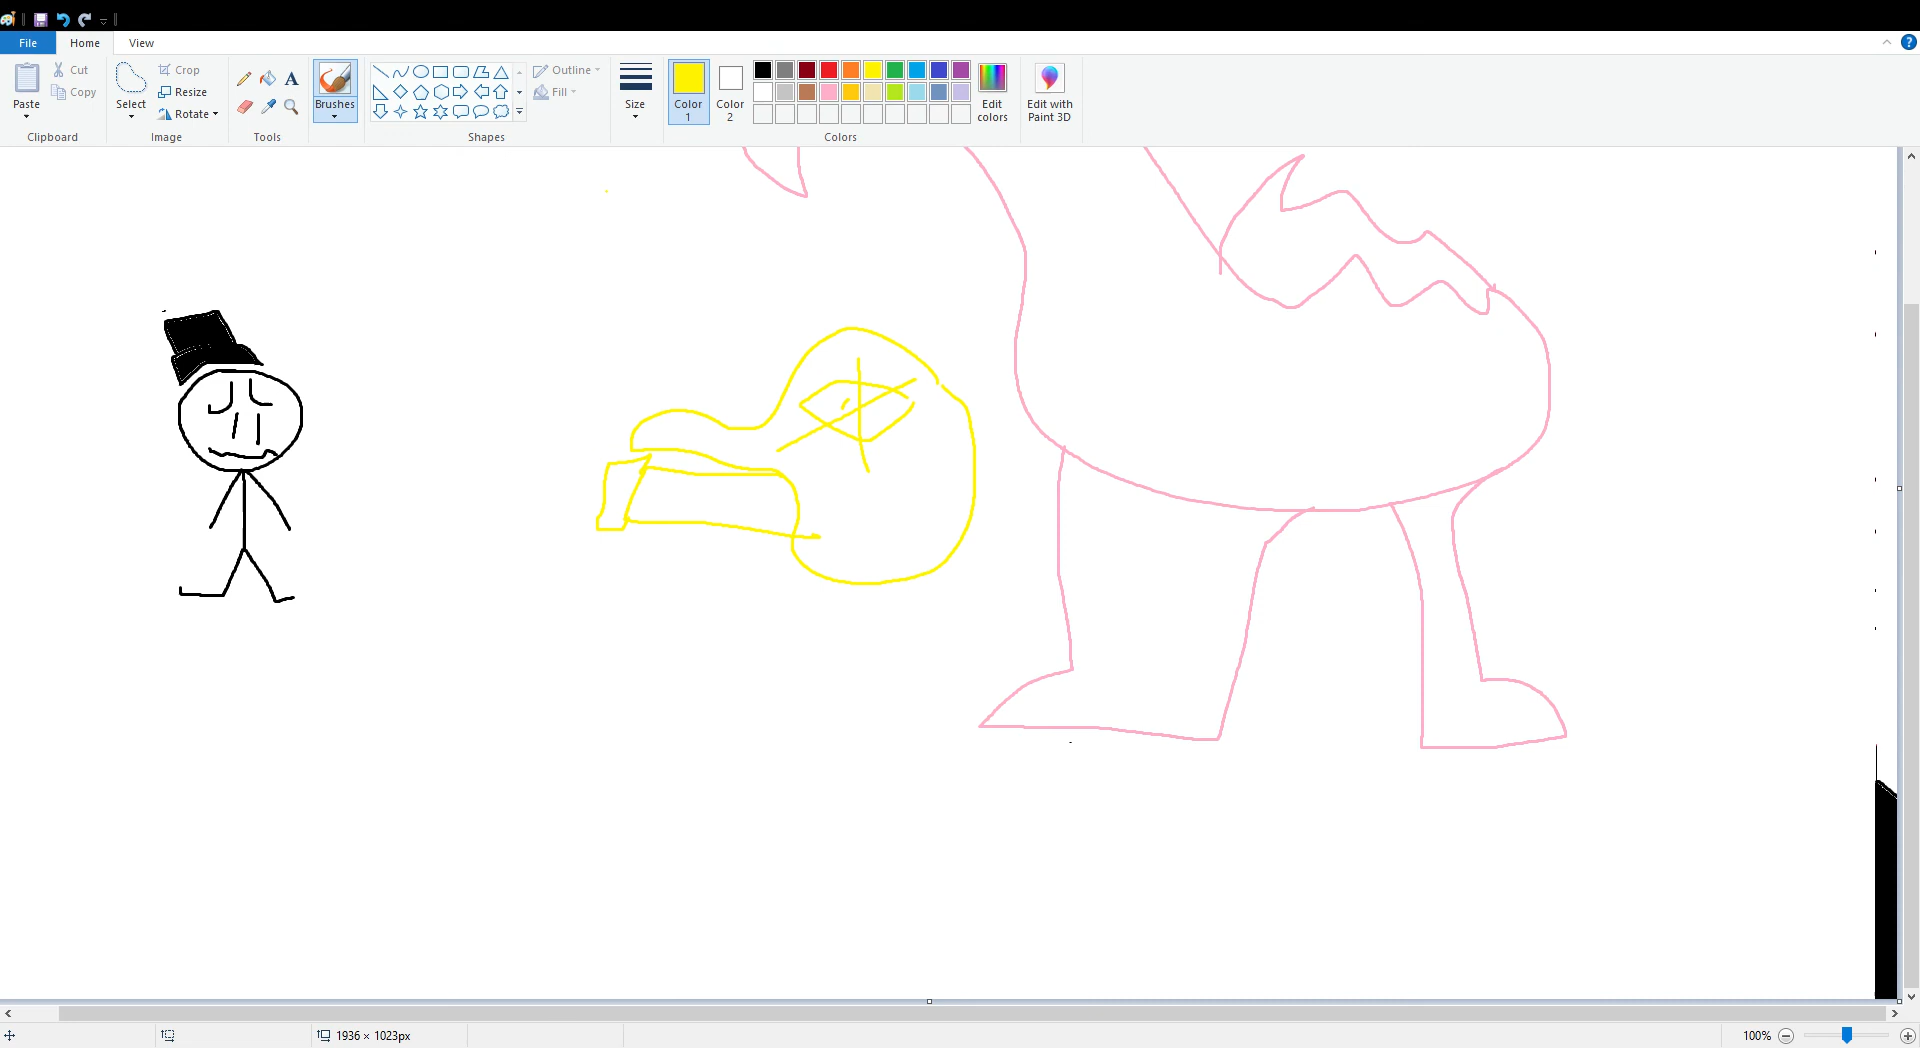 File Home View
Paste Cut Copy
Select Crop Resize Rotate
A
Brushes
Outline Fill
Size
Color 1
Color 2
Edit colors
Edit with Paint 3D
?
Clipboard Image Tools Shapes Colors
1936 × 1023px 100%